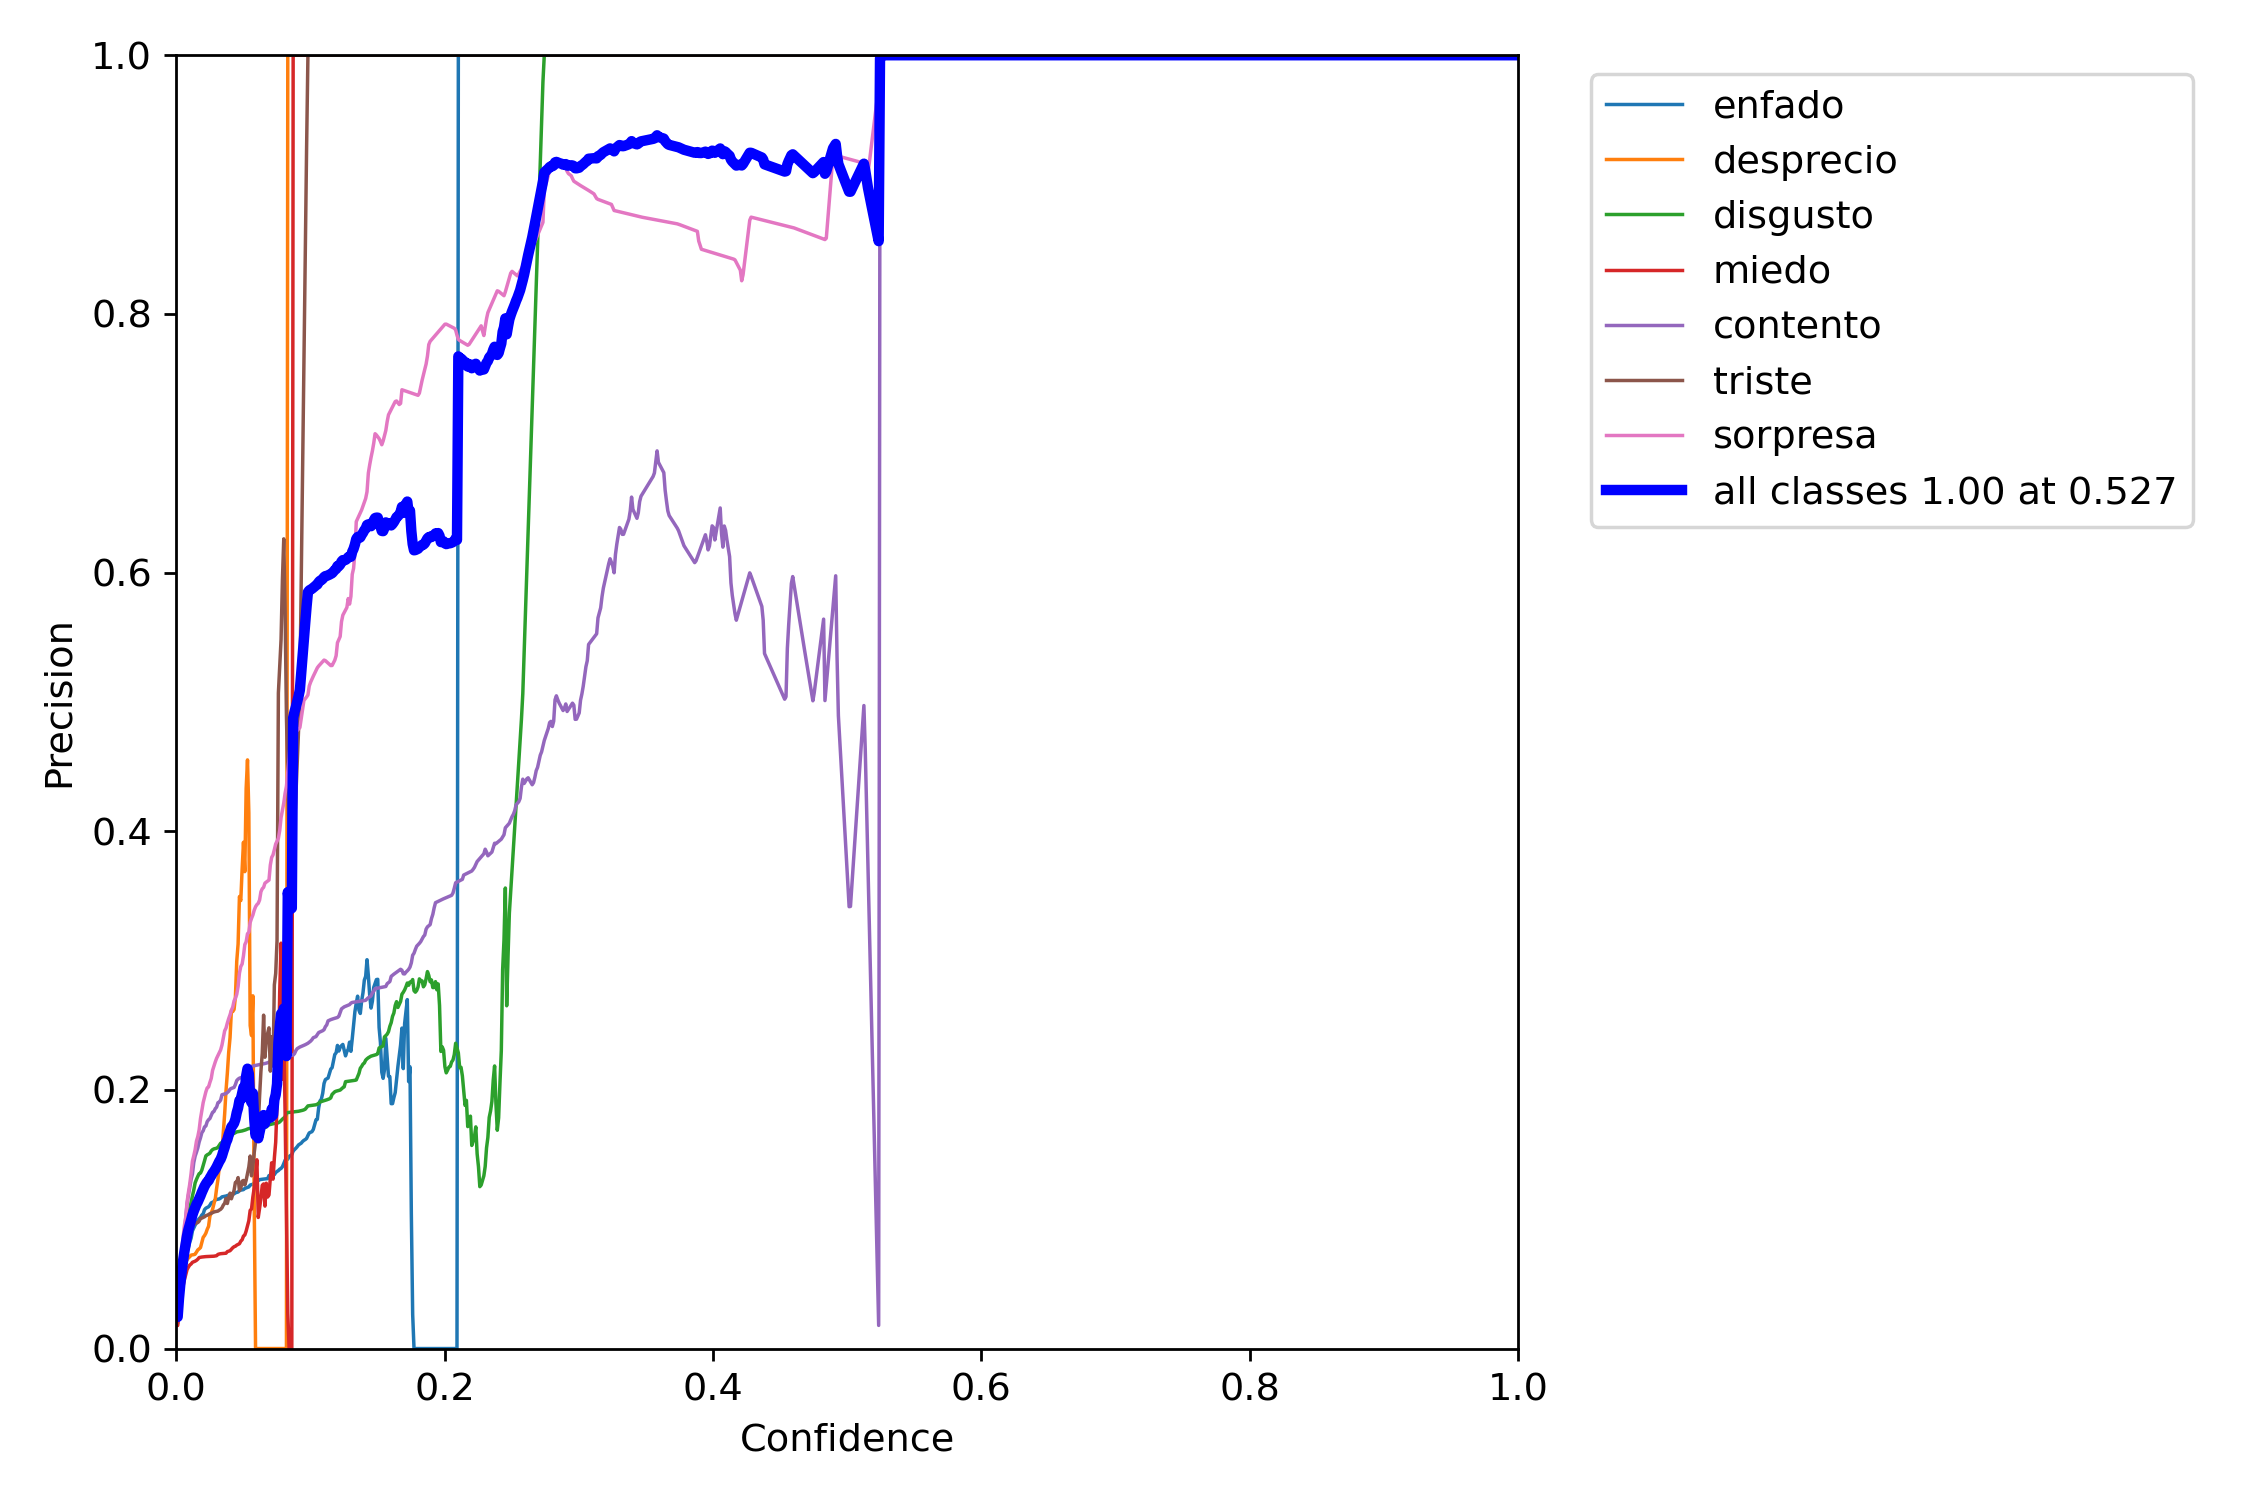 1.0
0.8
0.6
0.4
0.2
0.0
Precision
0.0 0.2 0.4 0.6 0.8 1.0
Confidence
enfado
desprecio
disgusto
miedo
contento
triste
sorpresa
all classes 1.00 at 0.527